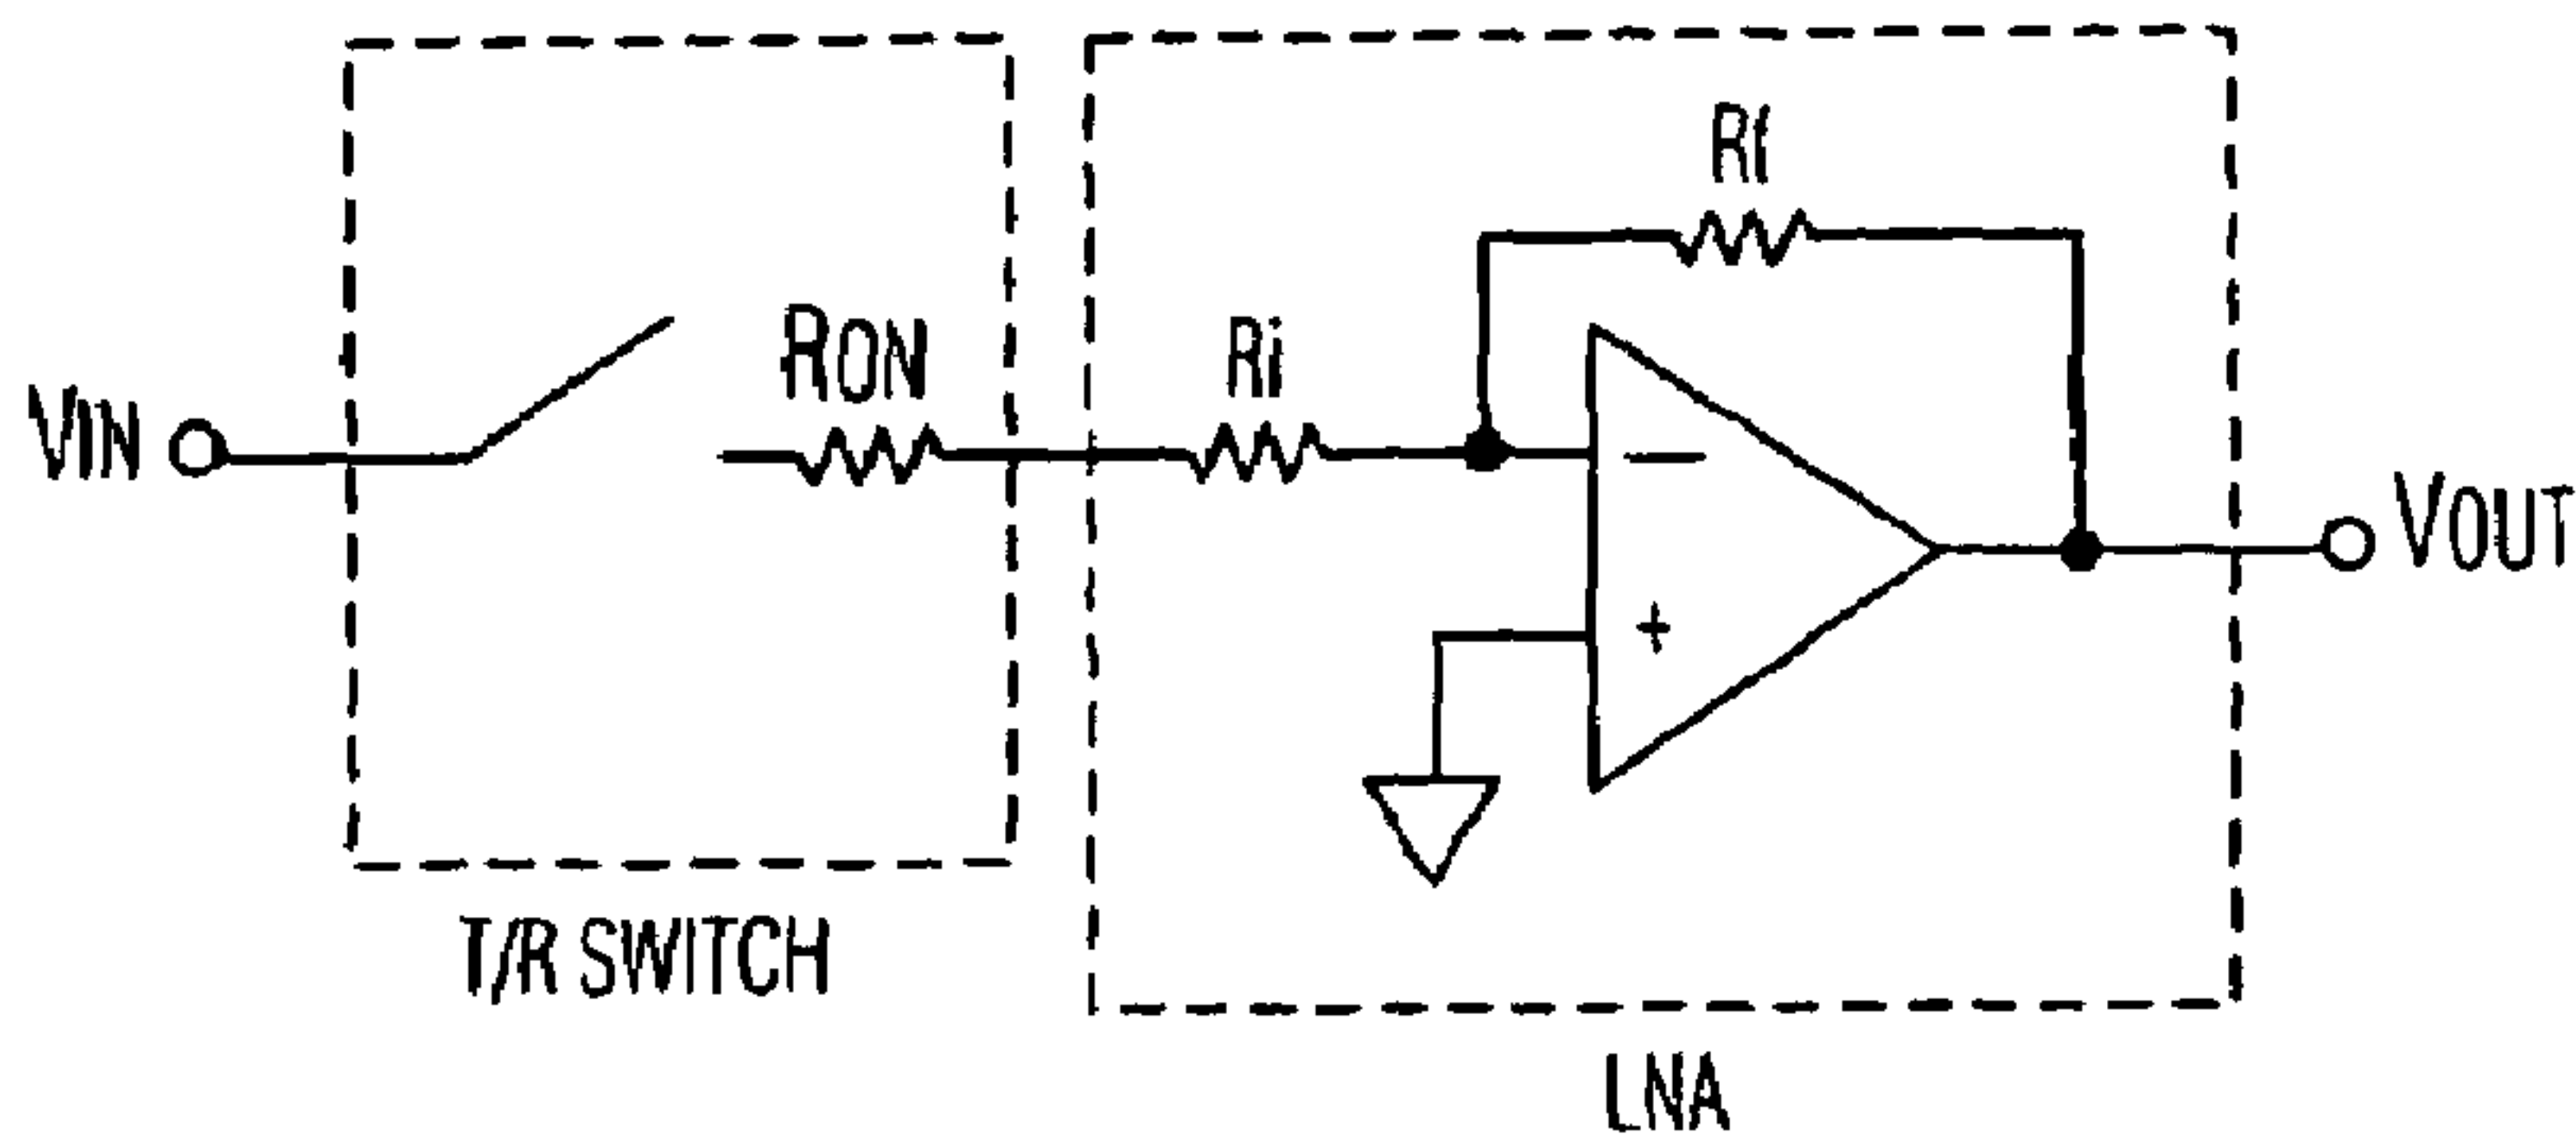 Rf
RON
Ri
VIN
−
+
VOUT
T/R SWITCH
LNA